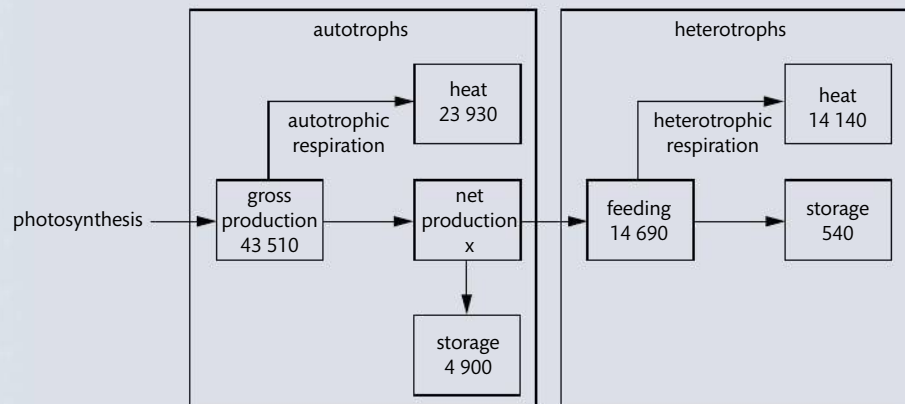 autotrophs
heterotrophs
heat
23 930
heat
14 140
autotrophic
respiration
heterotrophic
respiration
photosynthesis
gross
production
43 510
net
production
x
feeding
14 690
storage
540
storage
4 900